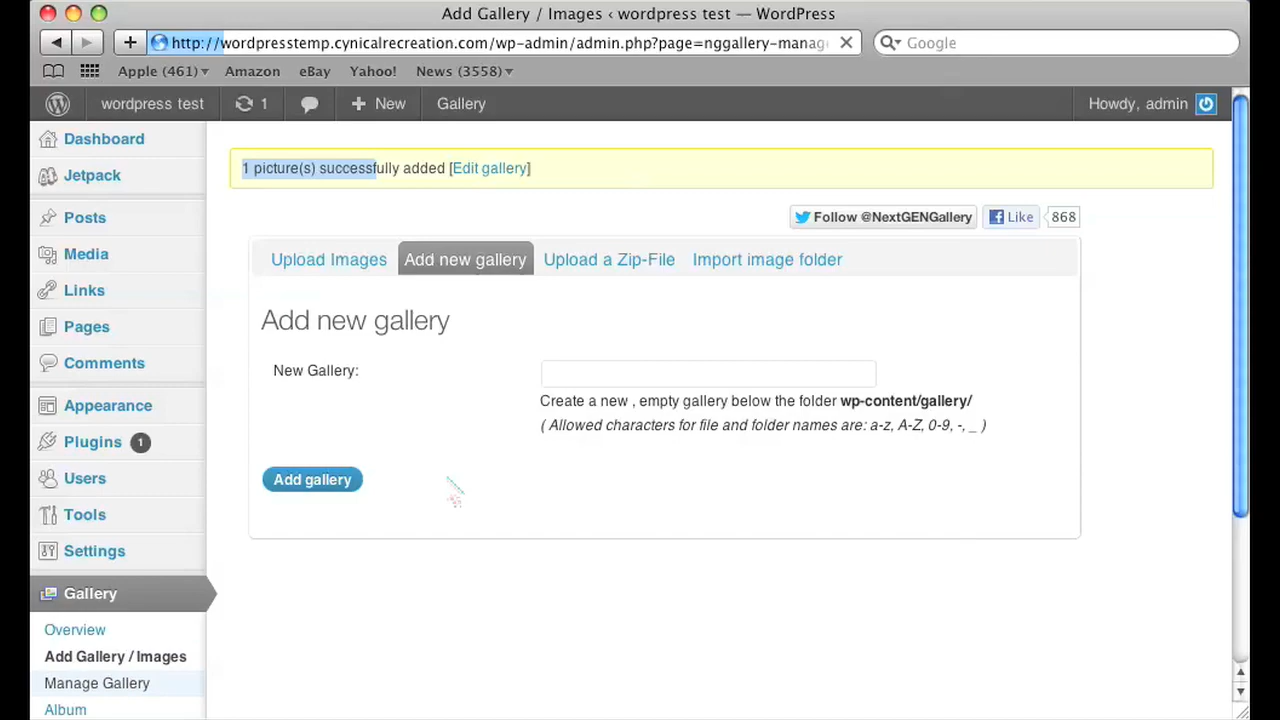 Add Gallery / Images ‹ wordpress test — WordPress
http://wordpresstemp.cynicalrecreation.com/wp-admin/admin.php?page=nggallery-manag
Google
Apple (461)▾ Amazon eBay Yahoo! News (3558)▾
wordpress test 1 New Gallery Howdy, admin
Dashboard
1 picture(s) successfully added [Edit gallery]
Jetpack
Follow @NextGENGallery Like 868
Posts
Media
Upload Images Add new gallery Upload a Zip-File Import image folder
Links
Add new gallery
Pages
Comments
New Gallery:
Create a new , empty gallery below the folder wp-content/gallery/
Appearance
( Allowed characters for file and folder names are: a-z, A-Z, 0-9, -, _ )
Plugins 1
Users
Add gallery
Tools
Settings
Gallery
Overview
Add Gallery / Images
Manage Gallery
Album